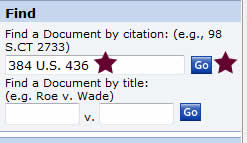 Find
Find a Document by citation: (e.g., 98
S.CT 2733)
384 U.S. 436 Go
Find a Document by title:
(e.g. Roe v. Wade)
v. Go